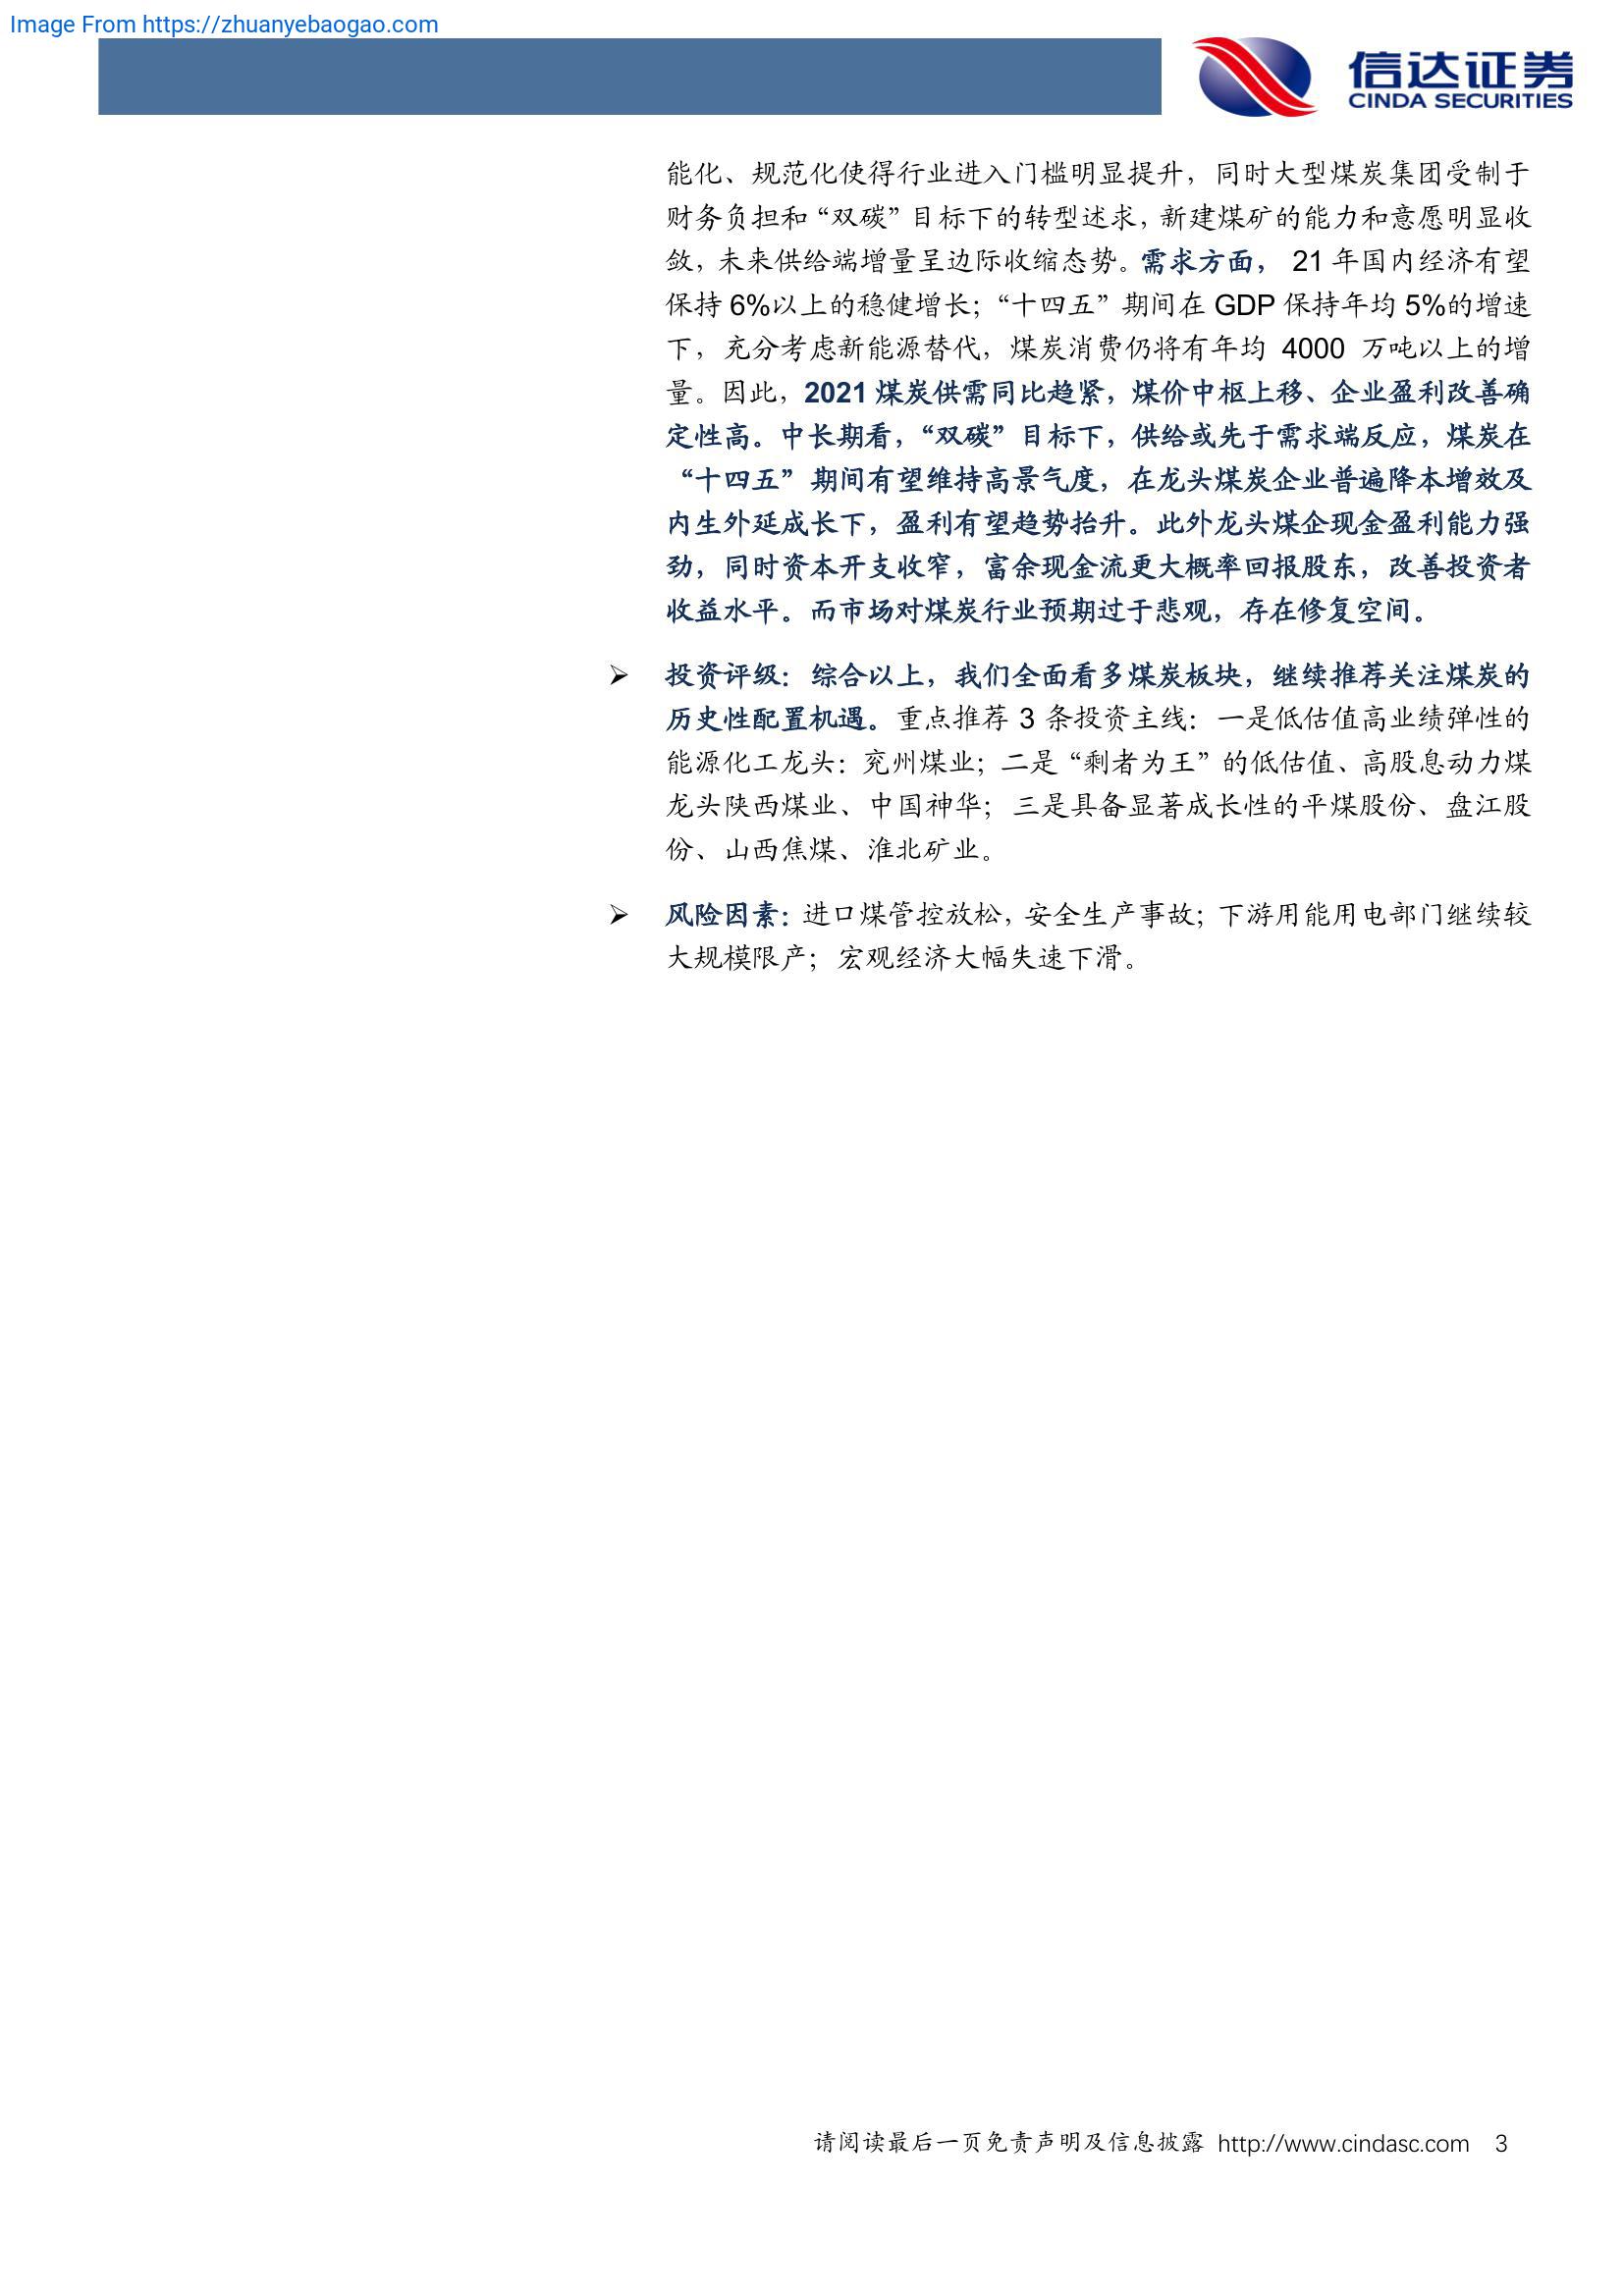 Image From https://zhuanyebaogao.com
信达证券
CINDA SECURITIES
能化、规范化使得行业进入门槛明显提升，同时大型煤炭集团受制于
财务负担和“双碳”目标下的转型述求，新建煤矿的能力和意愿明显收
敛，未来供给端增量呈边际收缩态势。需求方面， 21 年国内经济有望
保持 6%以上的稳健增长；“十四五”期间在 GDP 保持年均 5%的增速
下，充分考虑新能源替代，煤炭消费仍将有年均 4000 万吨以上的增
量。因此，2021 煤炭供需同比趋紧，煤价中枢上移、企业盈利改善确
定性高。中长期看，“双碳”目标下，供给或先于需求端反应，煤炭在
“十四五”期间有望维持高景气度，在龙头煤炭企业普遍降本增效及
内生外延成长下，盈利有望趋势抬升。此外龙头煤企现金盈利能力强
劲，同时资本开支收窄，富余现金流更大概率回报股东，改善投资者
收益水平。而市场对煤炭行业预期过于悲观，存在修复空间。
➢ 投资评级：综合以上，我们全面看多煤炭板块，继续推荐关注煤炭的
历史性配置机遇。重点推荐 3 条投资主线：一是低估值高业绩弹性的
能源化工龙头：兖州煤业；二是“剩者为王”的低估值、高股息动力煤
龙头陕西煤业、中国神华；三是具备显著成长性的平煤股份、盘江股
份、山西焦煤、淮北矿业。
➢ 风险因素：进口煤管控放松，安全生产事故；下游用能用电部门继续较
大规模限产；宏观经济大幅失速下滑。
请阅读最后一页免责声明及信息披露 http://www.cindasc.com 3